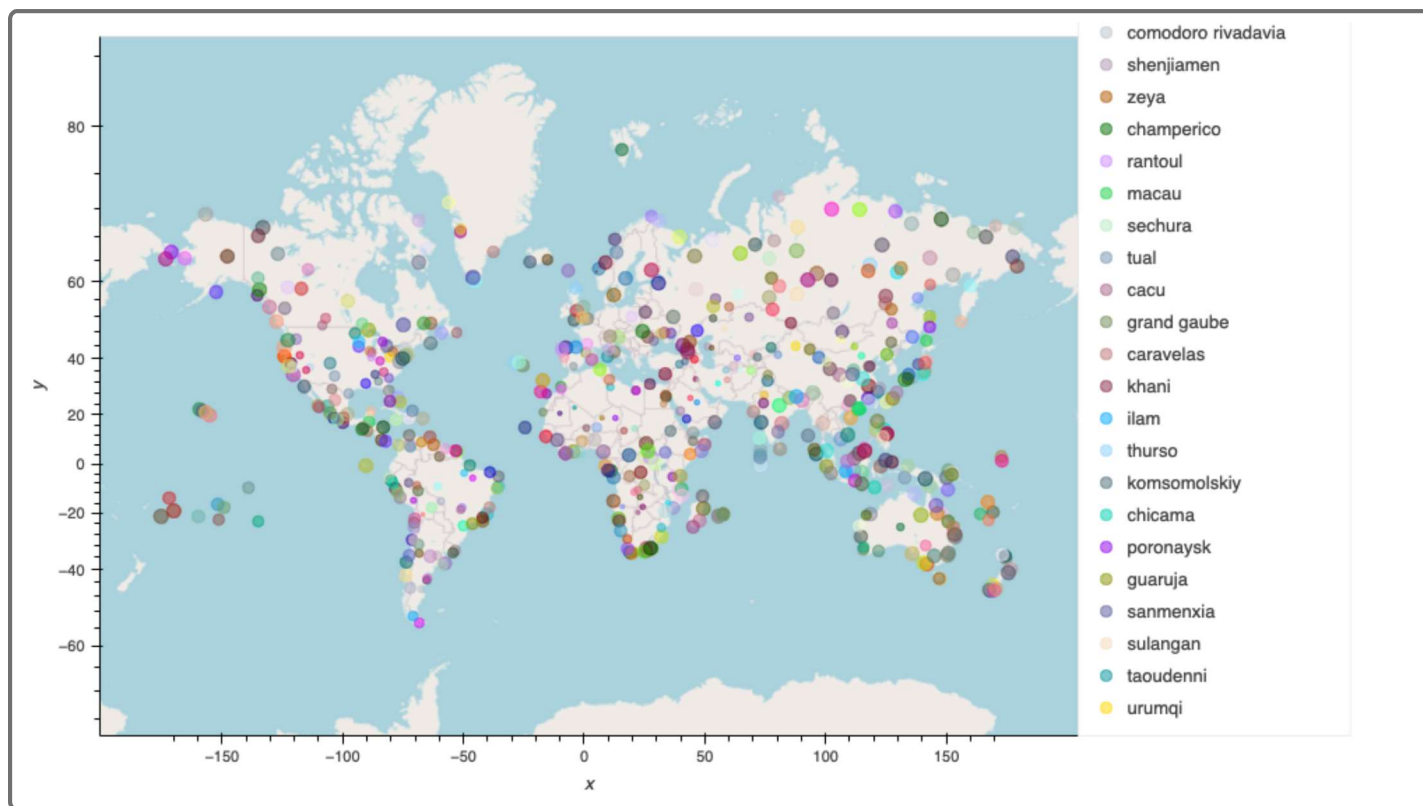 comodoro rivadavia
shenjiamen
zeya
champerico
rantoul
macau
sechura
tual
cacu
grand gaube
caravelas
khani
ilam
thurso
komsomolskiy
chicama
poronaysk
guaruja
sanmenxia
sulangan
taoudenni
urumqi
80
60
40
20
0
−20
−40
−60
y
−150
−100
−50
0
50
100
150
x